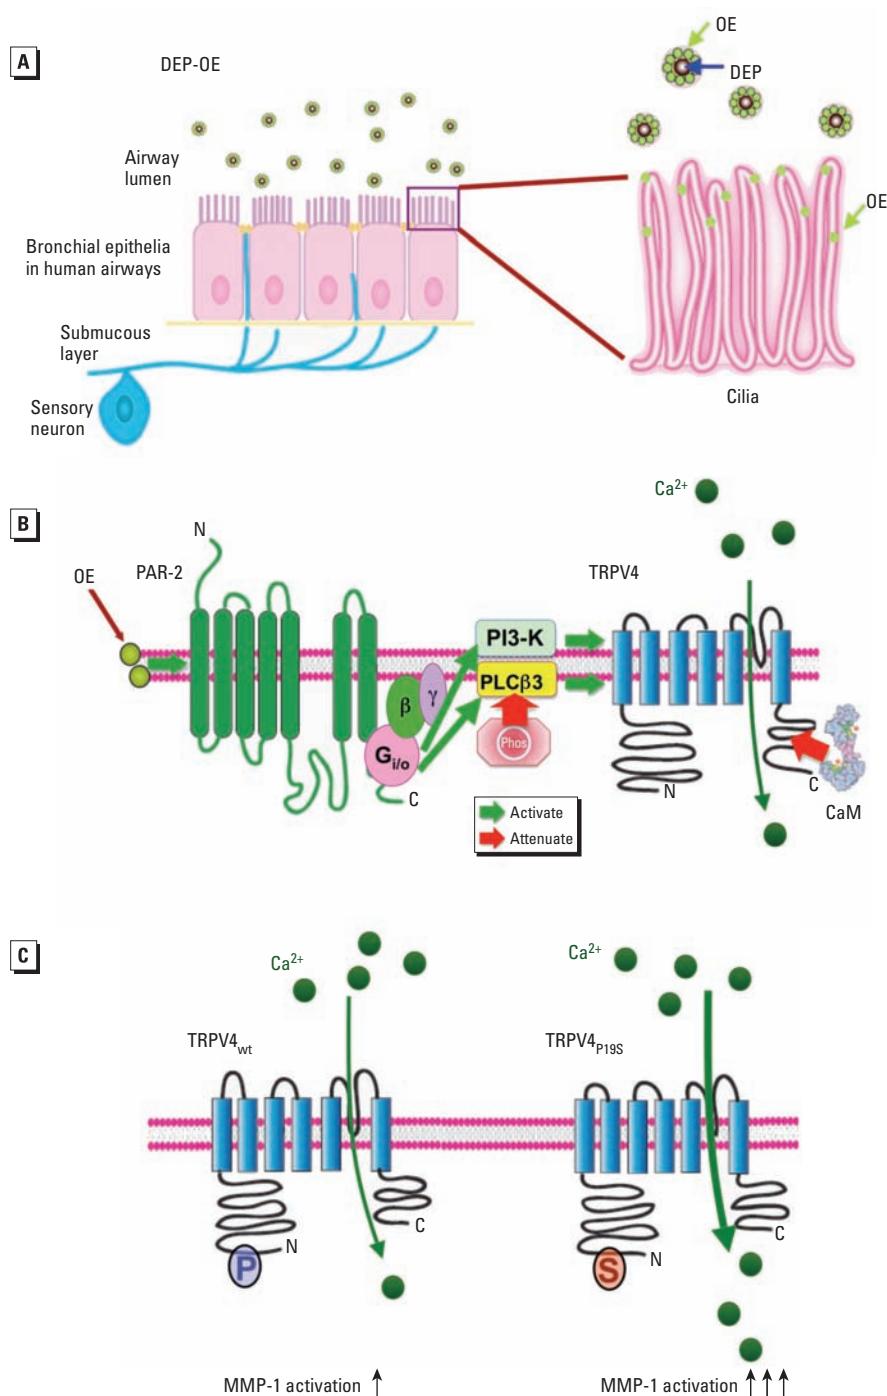 A
DEP-OE
OE
DEP
Airway
lumen
OE
Bronchial epithelia
in human airways
Submucous
layer
Sensory
neuron
Cilia
B
Ca2+
N
OE
PAR-2
TRPV4
PI3-K
PLCβ3
β
γ
Gi/o
Phos
C
N
C
CaM
Activate
Attenuate
C
Ca2+
Ca2+
TRPV4wt
TRPV4P19S
C
N
P
C
N
S
MMP-1 activation ↑
MMP-1 activation ↑↑↑